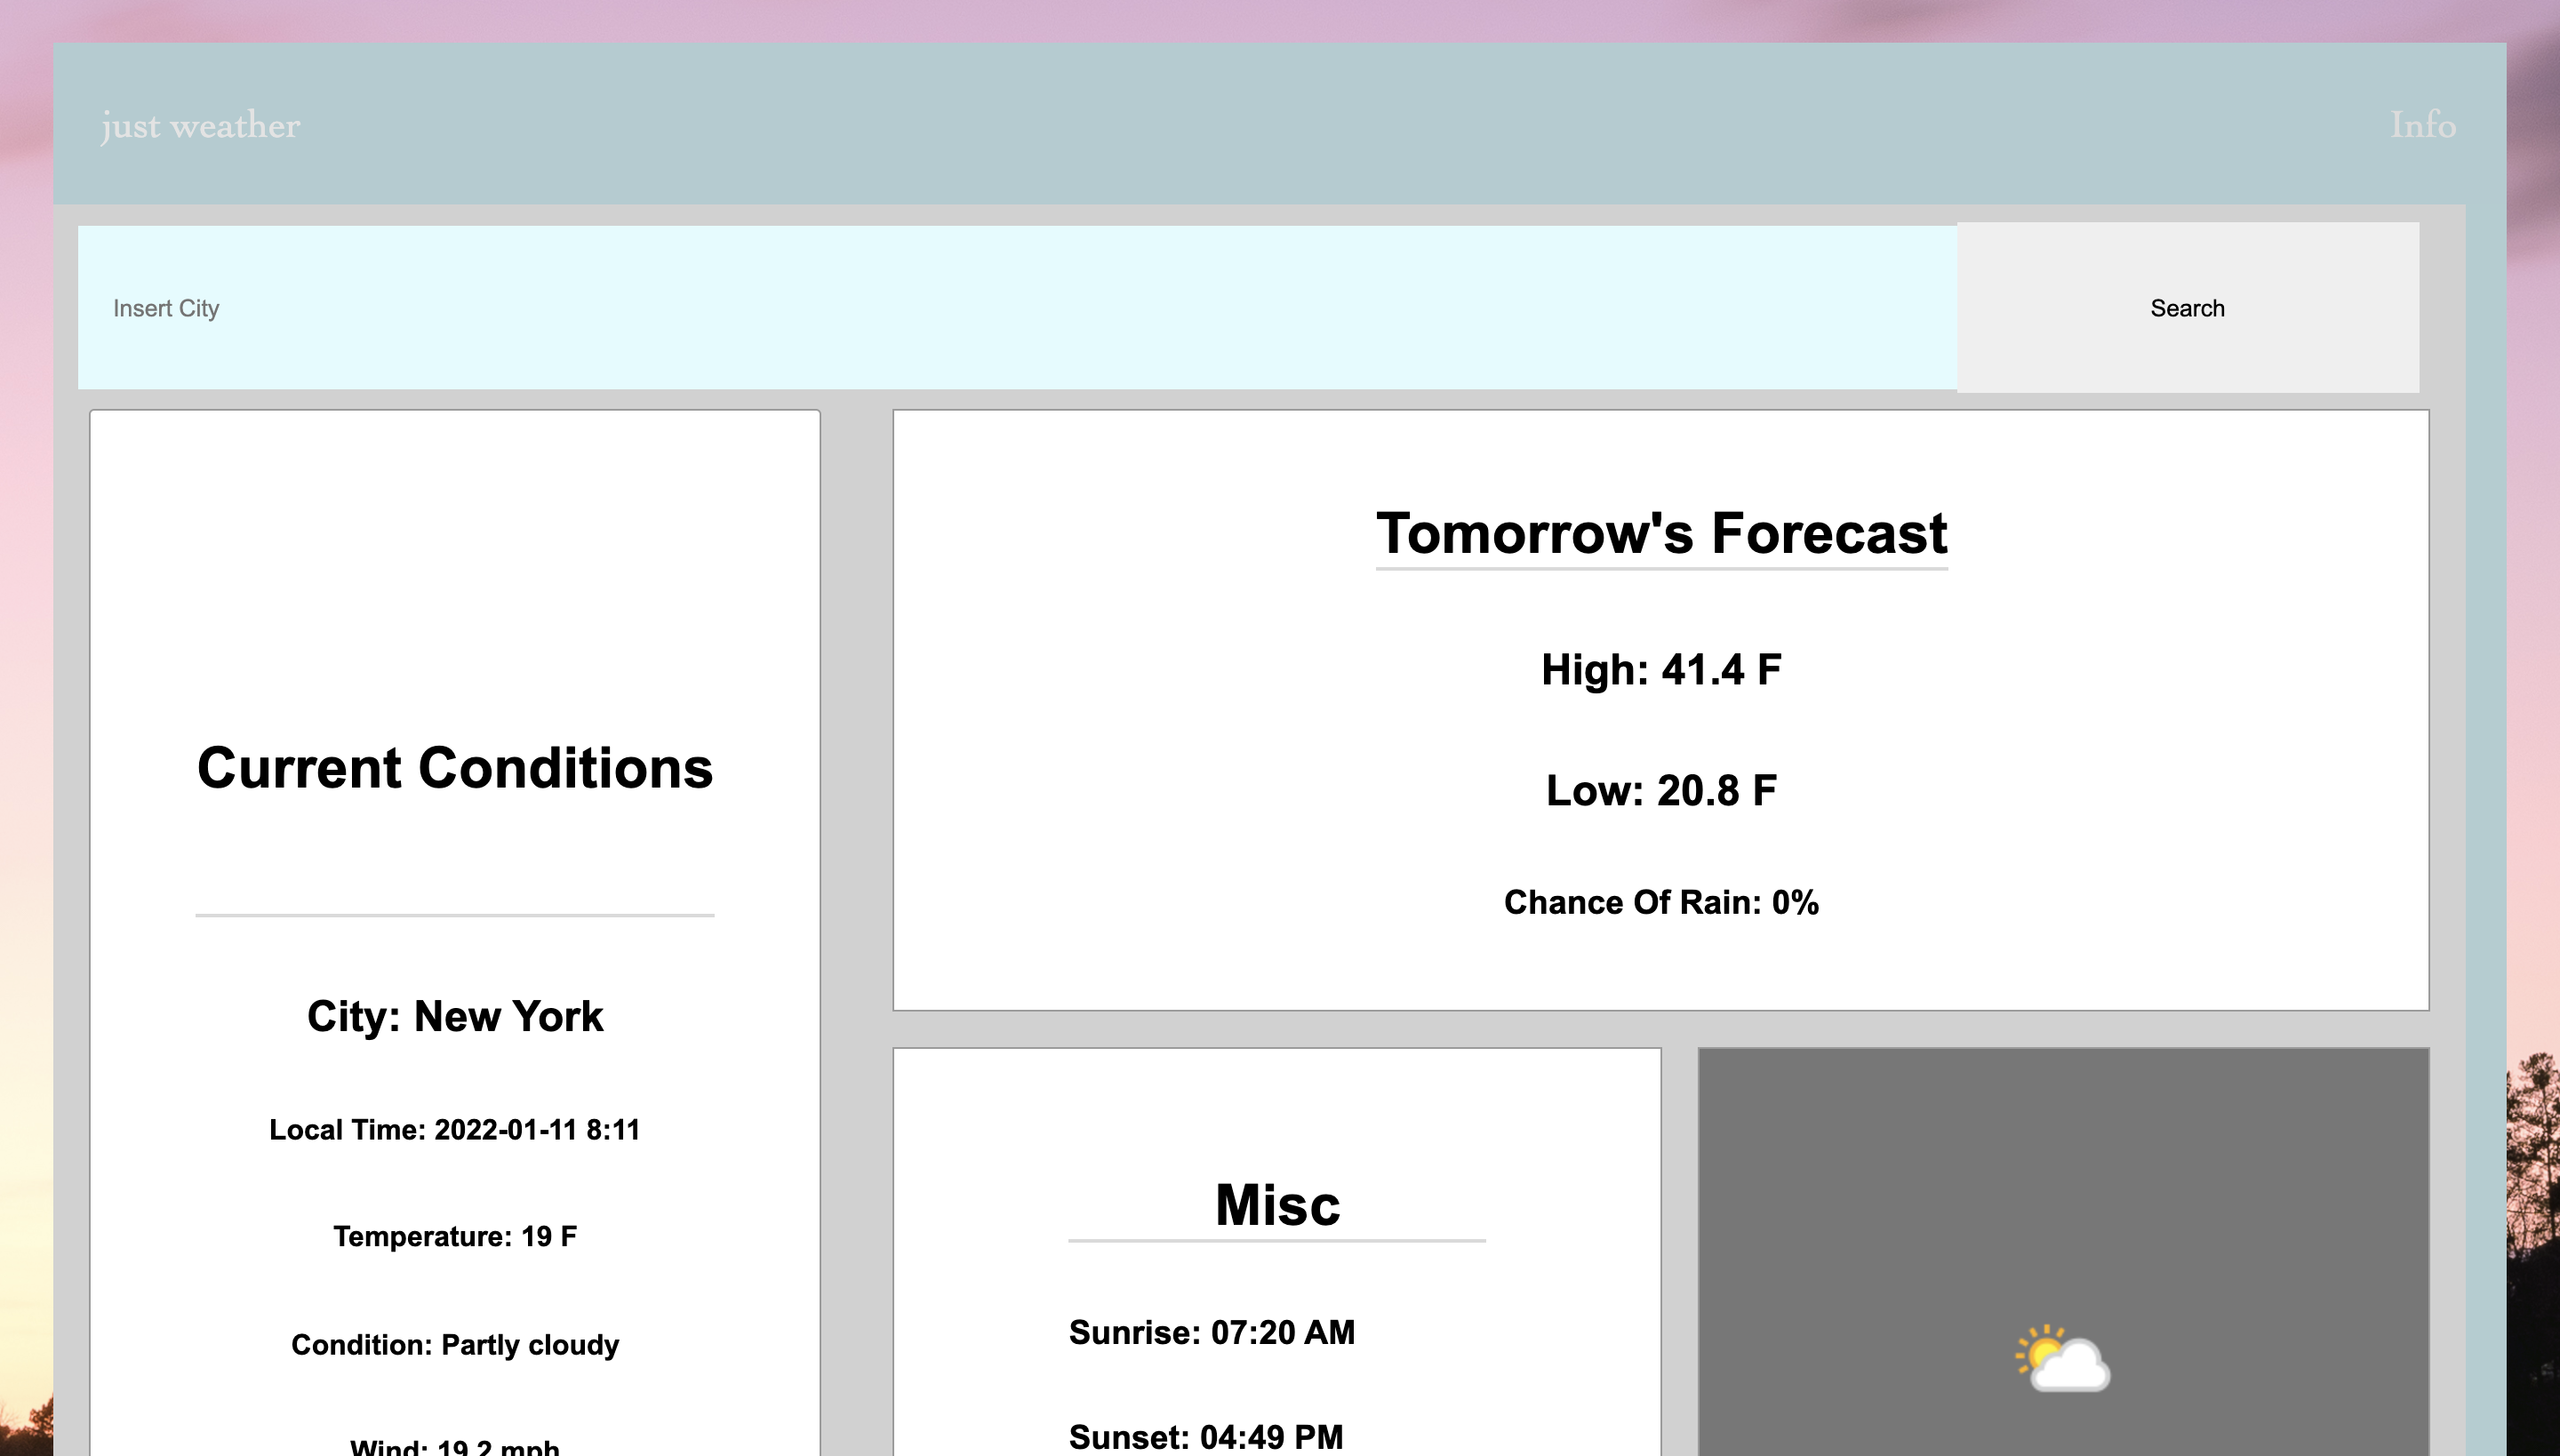 just weather
Info
Insert City
Search
Current Conditions
City: New York
Local Time: 2022-01-11 8:11
Temperature: 19 F
Condition: Partly cloudy
Wind: 19.2 mph
Tomorrow's Forecast
High: 41.4 F
Low: 20.8 F
Chance Of Rain: 0%
Misc
Sunrise: 07:20 AM
Sunset: 04:49 PM